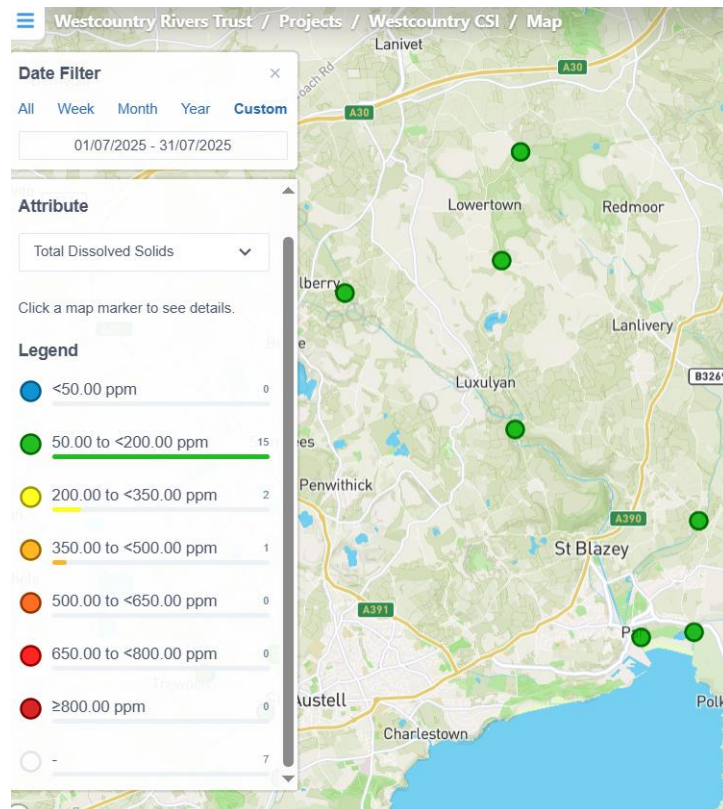 Westcountry Rivers Trust / Projects / Westcountry CSI / Map
Date Filter ×
All Week Month Year Custom
01/07/2025 - 31/07/2025
Attribute
Total Dissolved Solids
Click a map marker to see details.
Legend
<50.00 ppm 0
50.00 to <200.00 ppm 15
200.00 to <350.00 ppm 2
350.00 to <500.00 ppm 1
500.00 to <650.00 ppm 0
650.00 to <800.00 ppm 0
≥800.00 ppm 0
- 7
Lanivet
A30
A30
Lowertown
Redmoor
lberry
Lanlivery
B3269
Luxulyan
Penwithick
A390
St Blazey
A391
Austell
Charlestown
Polk